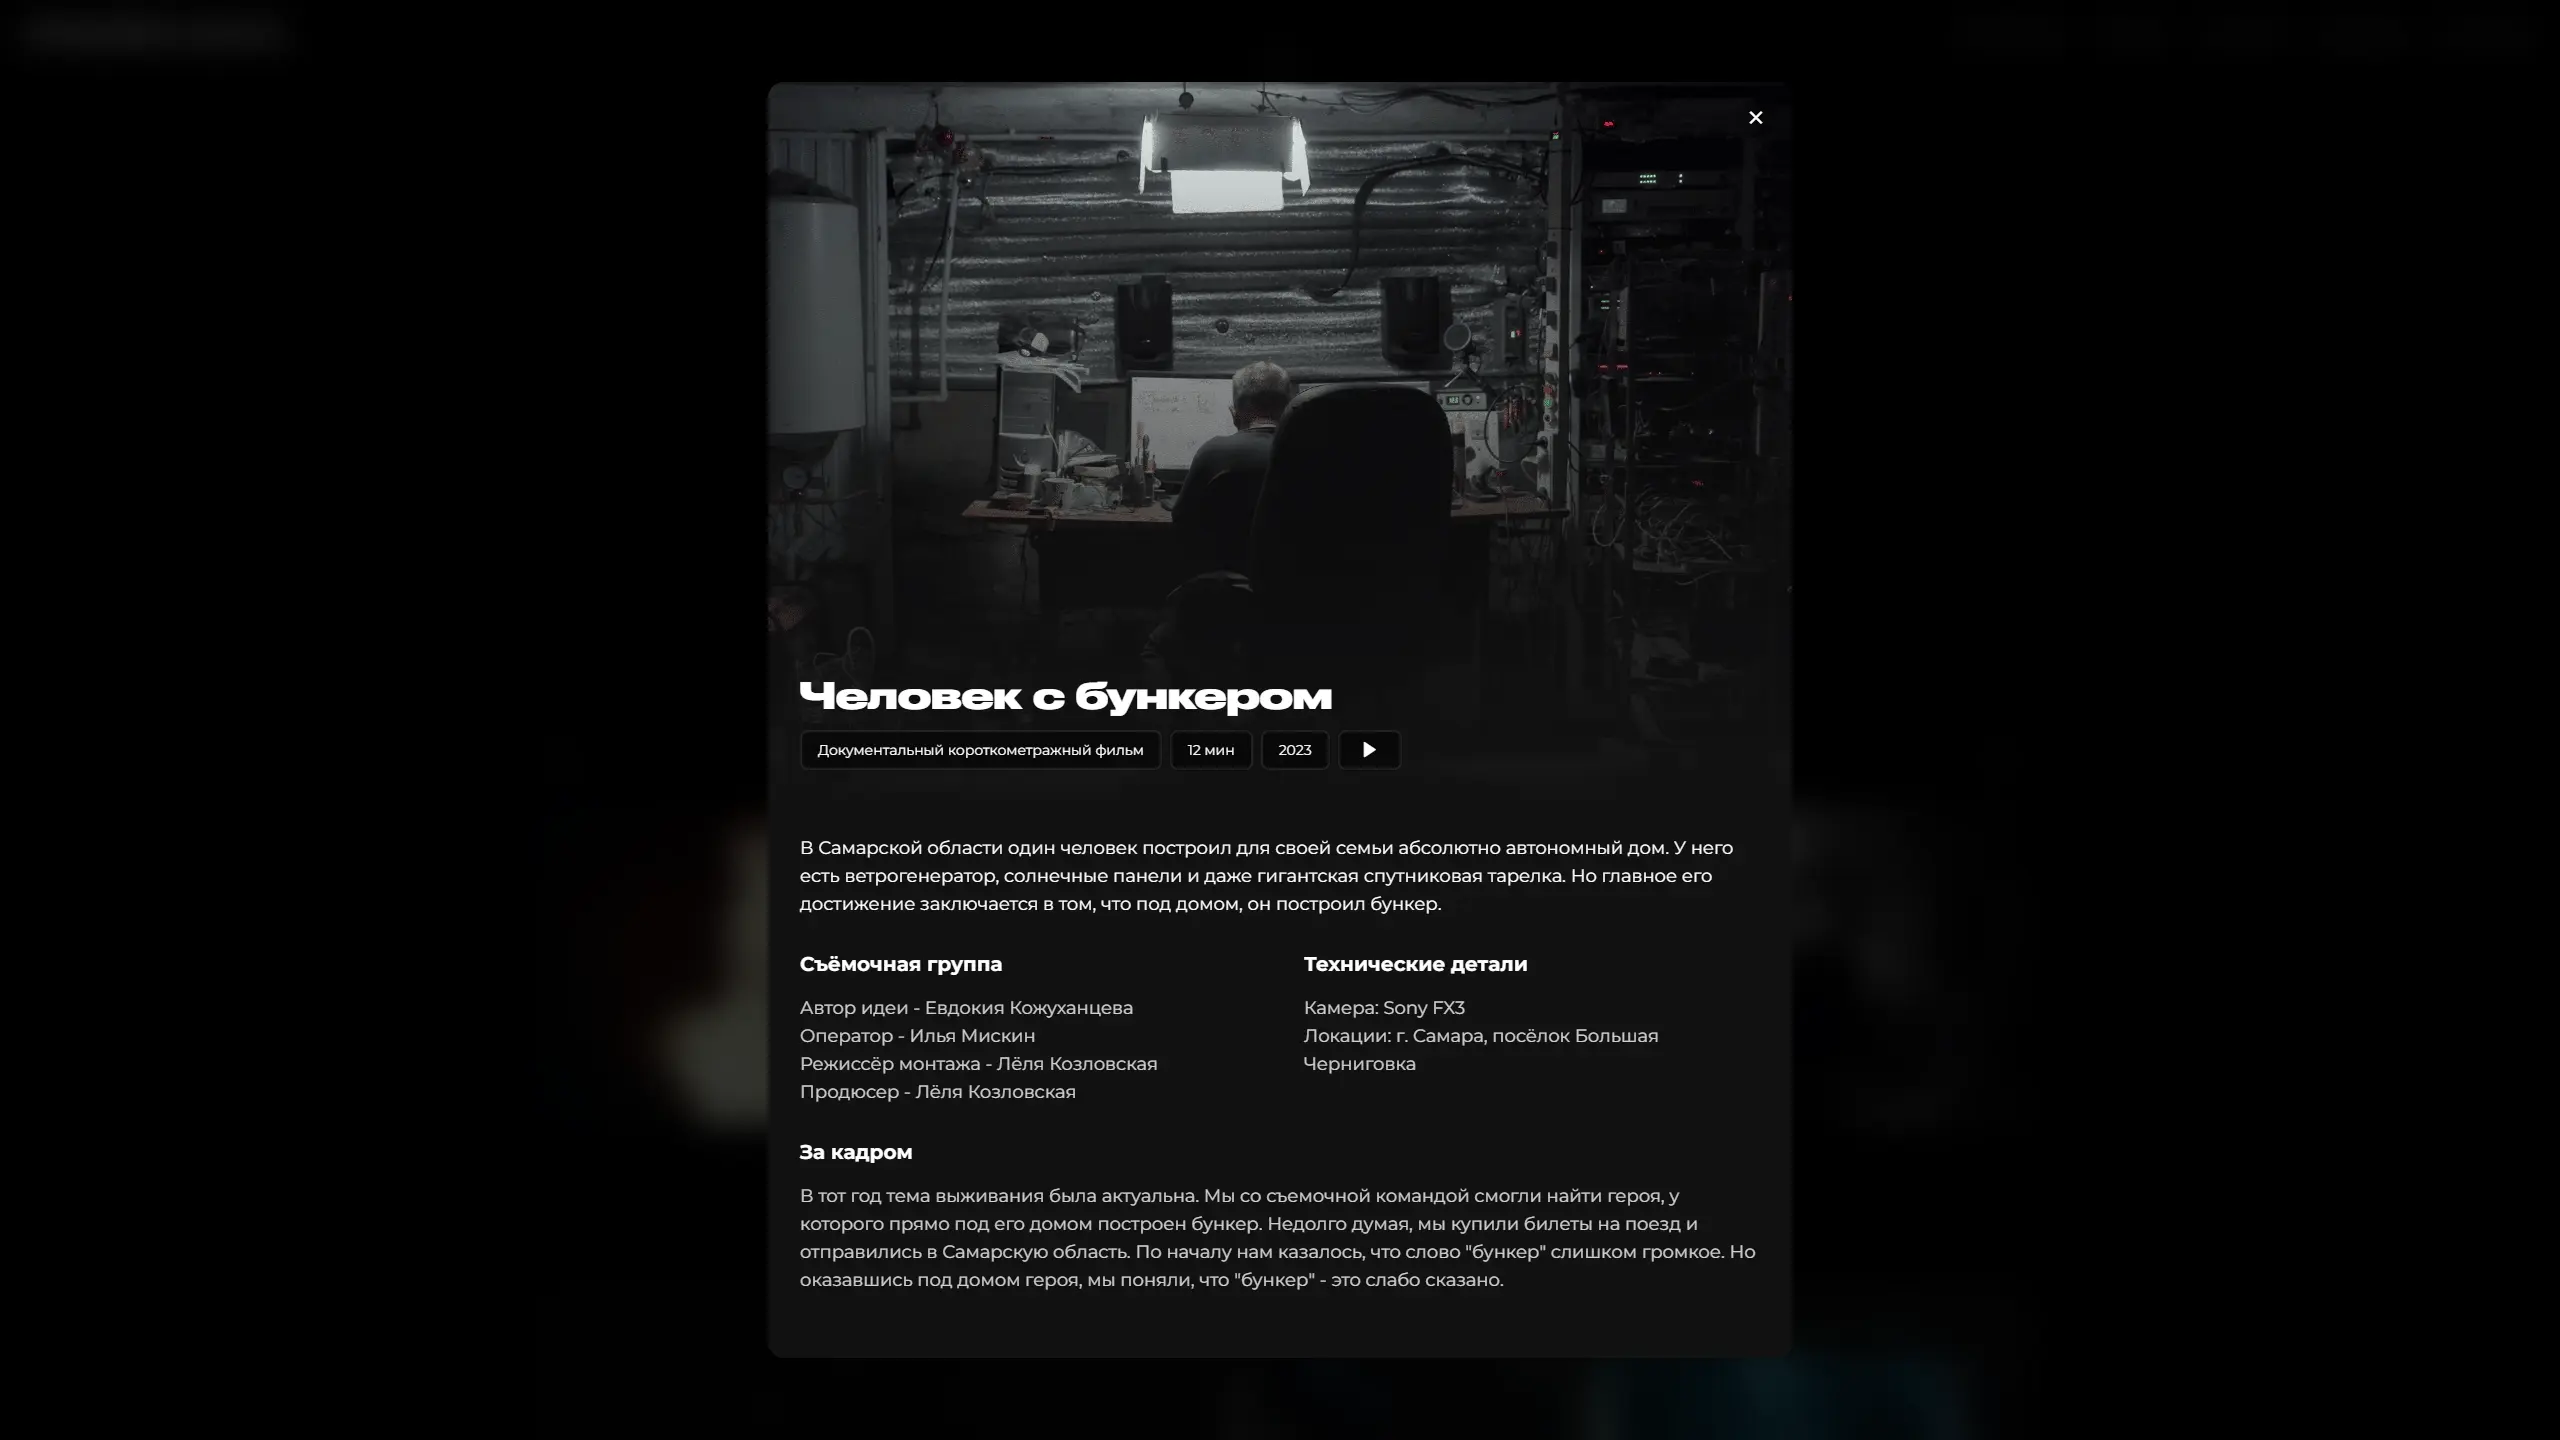 Человек с бункером
Документальный короткометражный фильм 12 мин 2023
В Самарской области один человек построил для своей семьи абсолютно автономный дом. У него
есть ветрогенератор, солнечные панели и даже гигантская спутниковая тарелка. Но главное его
достижение заключается в том, что под домом, он построил бункер.
Съёмочная группа
Автор идеи - Евдокия Кожуханцева
Оператор - Илья Мискин
Режиссёр монтажа - Лёля Козловская
Продюсер - Лёля Козловская
Технические детали
Камера: Sony FX3
Локации: г. Самара, посёлок Большая
Черниговка
За кадром
В тот год тема выживания была актуальна. Мы со съемочной командой смогли найти героя, у
которого прямо под его домом построен бункер. Недолго думая, мы купили билеты на поезд и
отправились в Самарскую область. По началу нам казалось, что слово "бункер" слишком громкое. Но
оказавшись под домом героя, мы поняли, что "бункер" - это слабо сказано.